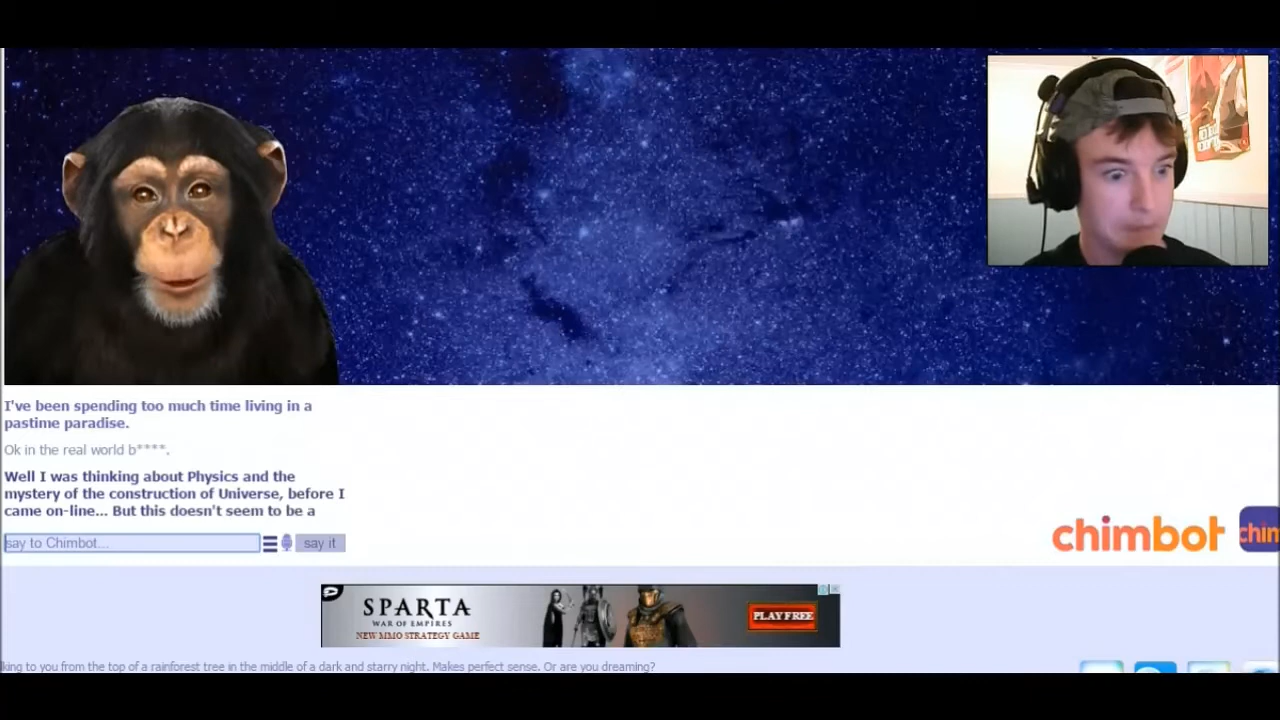 I've been spending too much time living in a
pastime paradise.
Ok in the real world b****.
Well I was thinking about Physics and the
mystery of the construction of Universe, before I
came on-line... But this doesn't seem to be a
say to Chimbot...
say it
chimbot
chim
SPARTA
WAR OF EMPIRES
NEW MMO STRATEGY GAME
PLAY FREE
king to you from the top of a rainforest tree in the middle of a dark and starry night. Makes perfect sense. Or are you dreaming?